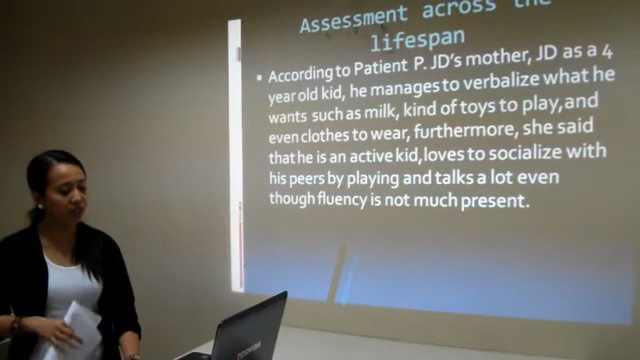 Assessment across the
lifespan
According to Patient P. JD's mother, JD as a 4
year old kid, he manages to verbalize what he
wants such as milk, kind of toys to play,and
even clothes to wear, furthermore, she said
that he is an active kid,loves to socialize with
his peers by playing and talks a lot even
though fluency is not much present.